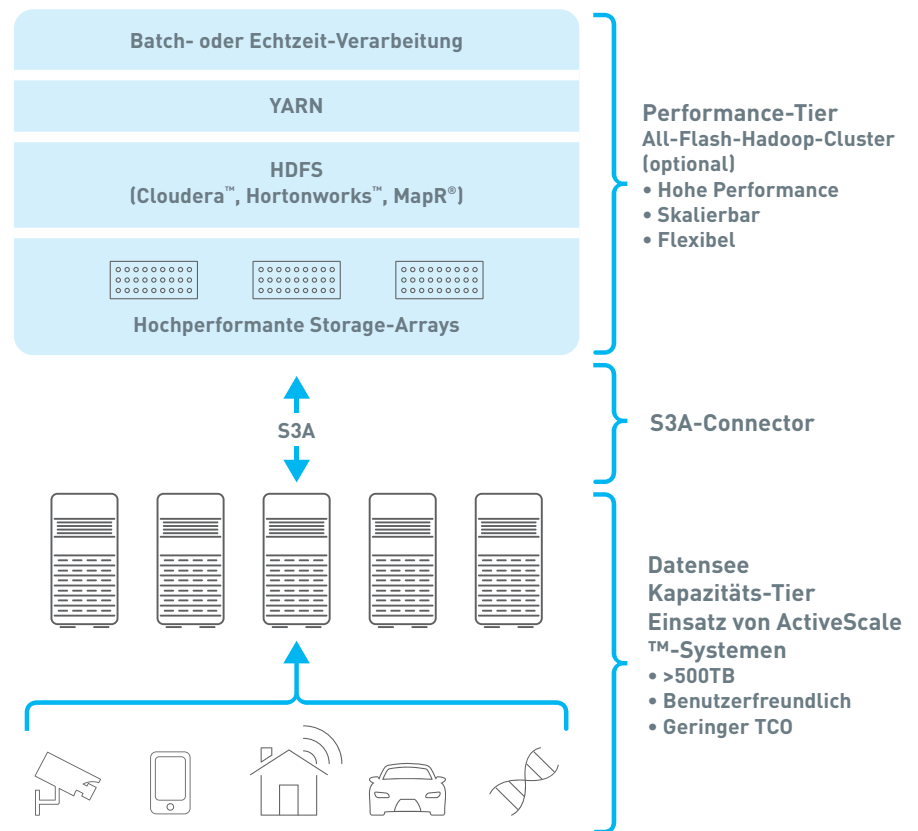 Batch- oder Echtzeit-Verarbeitung
YARN
HDFS
(Cloudera™, Hortonworks™, MapR®)
Hochperformante Storage-Arrays
Performance-Tier
All-Flash-Hadoop-Cluster
(optional)
• Hohe Performance
• Skalierbar
• Flexibel
S3A
S3A-Connector
Datensee
Kapazitäts-Tier
Einsatz von ActiveScale
™-Systemen
• >500TB
• Benutzerfreundlich
• Geringer TCO